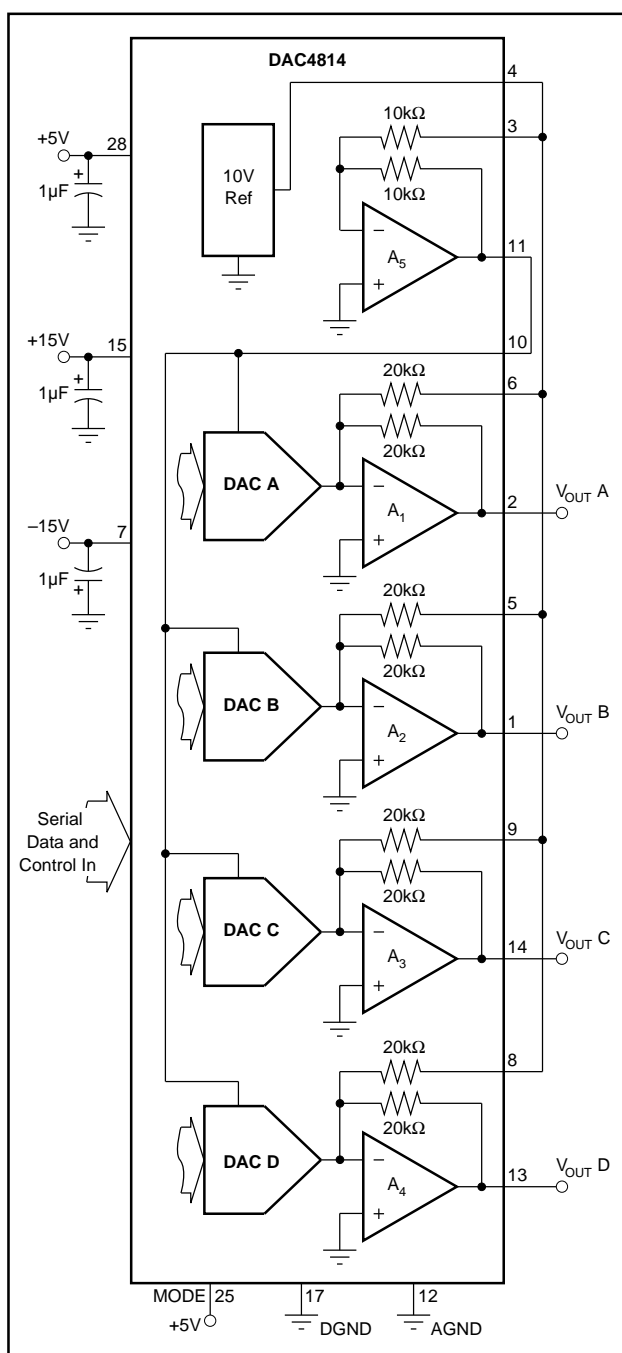 DAC4814
4
+5V
28
1µF
+
10V
Ref
10kΩ
3
10kΩ
–
A5
+
11
+15V
15
1µF
+
10
20kΩ
6
20kΩ
DAC A
–
A1
+
2
VOUT A
–15V
7
1µF
+
20kΩ
5
20kΩ
DAC B
–
A2
+
1
VOUT B
Serial
Data and
Control In
20kΩ
9
20kΩ
DAC C
–
A3
+
14
VOUT C
20kΩ
8
20kΩ
DAC D
–
A4
+
13
VOUT D
MODE 25
+5V
17
DGND
12
AGND